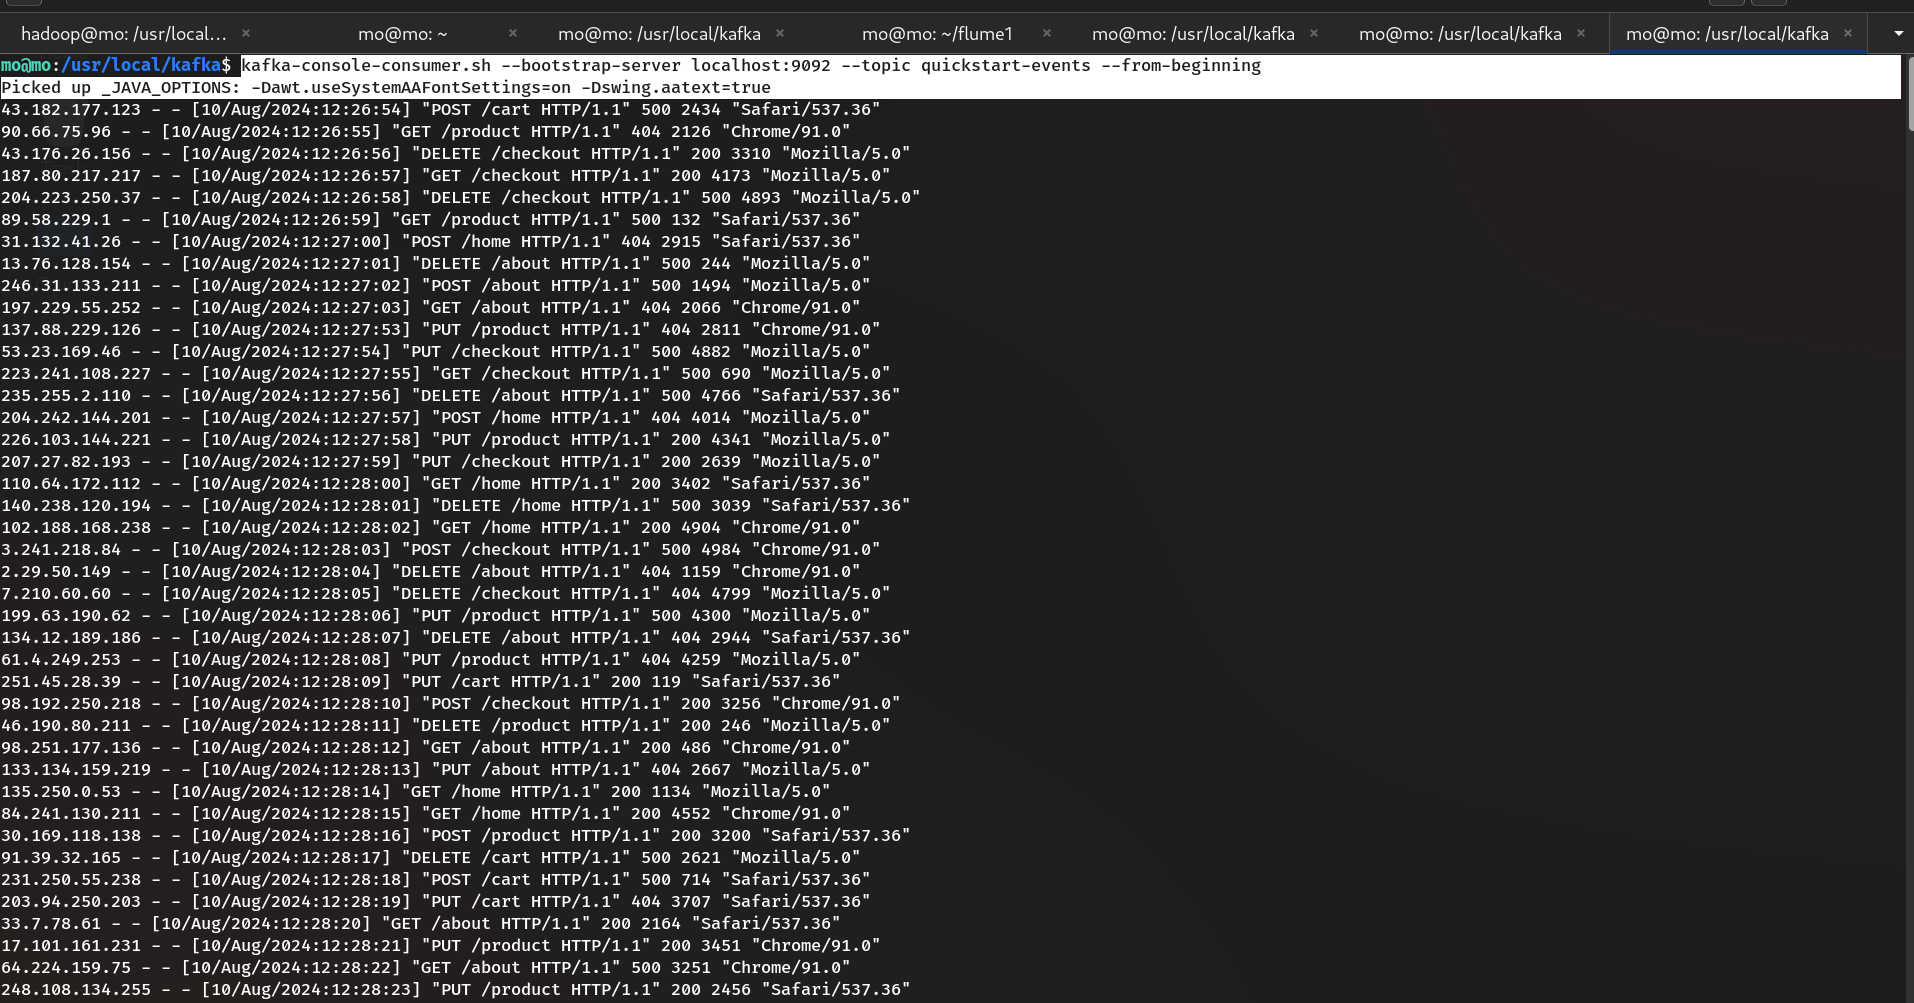 hadoop@mo: /usr/local... × mo@mo: ~ × mo@mo: /usr/local/kafka × mo@mo: ~/flume1 × mo@mo: /usr/local/kafka × mo@mo: /usr/local/kafka × mo@mo: /usr/local/kafka ×
mo@mo:/usr/local/kafka$ kafka-console-consumer.sh --bootstrap-server localhost:9092 --topic quickstart-events --from-beginning
Picked up _JAVA_OPTIONS: -Dawt.useSystemAAFontSettings=on -Dswing.aatext=true
43.182.177.123 - - [10/Aug/2024:12:26:54] "POST /cart HTTP/1.1" 500 2434 "Safari/537.36"
90.66.75.96 - - [10/Aug/2024:12:26:55] "GET /product HTTP/1.1" 404 2126 "Chrome/91.0"
43.176.26.156 - - [10/Aug/2024:12:26:56] "DELETE /checkout HTTP/1.1" 200 3310 "Mozilla/5.0"
187.80.217.217 - - [10/Aug/2024:12:26:57] "GET /checkout HTTP/1.1" 200 4173 "Mozilla/5.0"
204.223.250.37 - - [10/Aug/2024:12:26:58] "DELETE /checkout HTTP/1.1" 500 4893 "Mozilla/5.0"
89.58.229.1 - - [10/Aug/2024:12:26:59] "GET /product HTTP/1.1" 500 132 "Safari/537.36"
31.132.41.26 - - [10/Aug/2024:12:27:00] "POST /home HTTP/1.1" 404 2915 "Safari/537.36"
13.76.128.154 - - [10/Aug/2024:12:27:01] "DELETE /about HTTP/1.1" 500 244 "Mozilla/5.0"
246.31.133.211 - - [10/Aug/2024:12:27:02] "POST /about HTTP/1.1" 500 1494 "Mozilla/5.0"
197.229.55.252 - - [10/Aug/2024:12:27:03] "GET /about HTTP/1.1" 404 2066 "Chrome/91.0"
137.88.229.126 - - [10/Aug/2024:12:27:53] "PUT /product HTTP/1.1" 404 2811 "Chrome/91.0"
53.23.169.46 - - [10/Aug/2024:12:27:54] "PUT /checkout HTTP/1.1" 500 4882 "Mozilla/5.0"
223.241.108.227 - - [10/Aug/2024:12:27:55] "GET /checkout HTTP/1.1" 500 690 "Mozilla/5.0"
235.255.2.110 - - [10/Aug/2024:12:27:56] "DELETE /about HTTP/1.1" 500 4766 "Safari/537.36"
204.242.144.201 - - [10/Aug/2024:12:27:57] "POST /home HTTP/1.1" 404 4014 "Mozilla/5.0"
226.103.144.221 - - [10/Aug/2024:12:27:58] "PUT /product HTTP/1.1" 200 4341 "Mozilla/5.0"
207.27.82.193 - - [10/Aug/2024:12:27:59] "PUT /checkout HTTP/1.1" 200 2639 "Mozilla/5.0"
110.64.172.112 - - [10/Aug/2024:12:28:00] "GET /home HTTP/1.1" 200 3402 "Safari/537.36"
140.238.120.194 - - [10/Aug/2024:12:28:01] "DELETE /home HTTP/1.1" 500 3039 "Safari/537.36"
102.188.168.238 - - [10/Aug/2024:12:28:02] "GET /home HTTP/1.1" 200 4904 "Chrome/91.0"
3.241.218.84 - - [10/Aug/2024:12:28:03] "POST /checkout HTTP/1.1" 500 4984 "Chrome/91.0"
2.29.50.149 - - [10/Aug/2024:12:28:04] "DELETE /about HTTP/1.1" 404 1159 "Chrome/91.0"
7.210.60.60 - - [10/Aug/2024:12:28:05] "DELETE /checkout HTTP/1.1" 404 4799 "Mozilla/5.0"
199.63.190.62 - - [10/Aug/2024:12:28:06] "PUT /product HTTP/1.1" 500 4300 "Mozilla/5.0"
134.12.189.186 - - [10/Aug/2024:12:28:07] "DELETE /about HTTP/1.1" 404 2944 "Safari/537.36"
61.4.249.253 - - [10/Aug/2024:12:28:08] "PUT /product HTTP/1.1" 404 4259 "Mozilla/5.0"
251.45.28.39 - - [10/Aug/2024:12:28:09] "PUT /cart HTTP/1.1" 200 119 "Safari/537.36"
98.192.250.218 - - [10/Aug/2024:12:28:10] "POST /checkout HTTP/1.1" 200 3256 "Chrome/91.0"
46.190.80.211 - - [10/Aug/2024:12:28:11] "DELETE /product HTTP/1.1" 200 246 "Mozilla/5.0"
98.251.177.136 - - [10/Aug/2024:12:28:12] "GET /about HTTP/1.1" 200 486 "Chrome/91.0"
133.134.159.219 - - [10/Aug/2024:12:28:13] "PUT /about HTTP/1.1" 404 2667 "Mozilla/5.0"
135.250.0.53 - - [10/Aug/2024:12:28:14] "GET /home HTTP/1.1" 200 1134 "Mozilla/5.0"
84.241.130.211 - - [10/Aug/2024:12:28:15] "GET /home HTTP/1.1" 200 4552 "Chrome/91.0"
30.169.118.138 - - [10/Aug/2024:12:28:16] "POST /product HTTP/1.1" 200 3200 "Safari/537.36"
91.39.32.165 - - [10/Aug/2024:12:28:17] "DELETE /cart HTTP/1.1" 500 2621 "Mozilla/5.0"
231.250.55.238 - - [10/Aug/2024:12:28:18] "POST /cart HTTP/1.1" 500 714 "Safari/537.36"
203.94.250.203 - - [10/Aug/2024:12:28:19] "PUT /cart HTTP/1.1" 404 3707 "Safari/537.36"
33.7.78.61 - - [10/Aug/2024:12:28:20] "GET /about HTTP/1.1" 200 2164 "Safari/537.36"
17.101.161.231 - - [10/Aug/2024:12:28:21] "PUT /product HTTP/1.1" 200 3451 "Chrome/91.0"
64.224.159.75 - - [10/Aug/2024:12:28:22] "GET /about HTTP/1.1" 500 3251 "Chrome/91.0"
248.108.134.255 - - [10/Aug/2024:12:28:23] "PUT /product HTTP/1.1" 200 2456 "Safari/537.36"